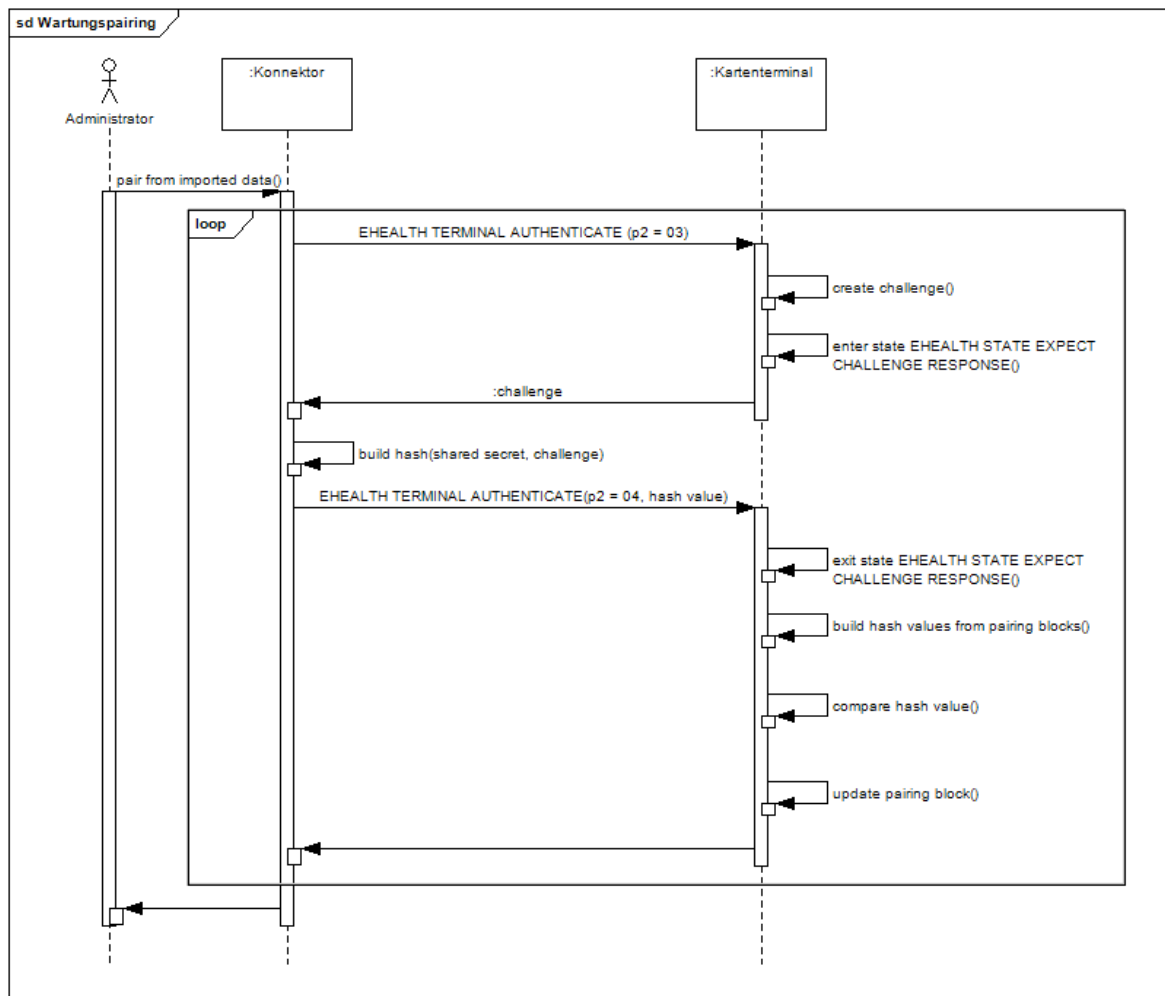 sd Wartungspairing
:Konnektor
:Kartenterminal
Administrator
pair from imported data()
loop
EHEALTH TERMINAL AUTHENTICATE (p2 = 03)
create challenge()
enter state EHEALTH STATE EXPECT
CHALLENGE RESPONSE()
:challenge
build hash(shared secret, challenge)
EHEALTH TERMINAL AUTHENTICATE(p2 = 04, hash value)
exit state EHEALTH STATE EXPECT
CHALLENGE RESPONSE()
build hash values from pairing blocks()
compare hash value()
update pairing block()